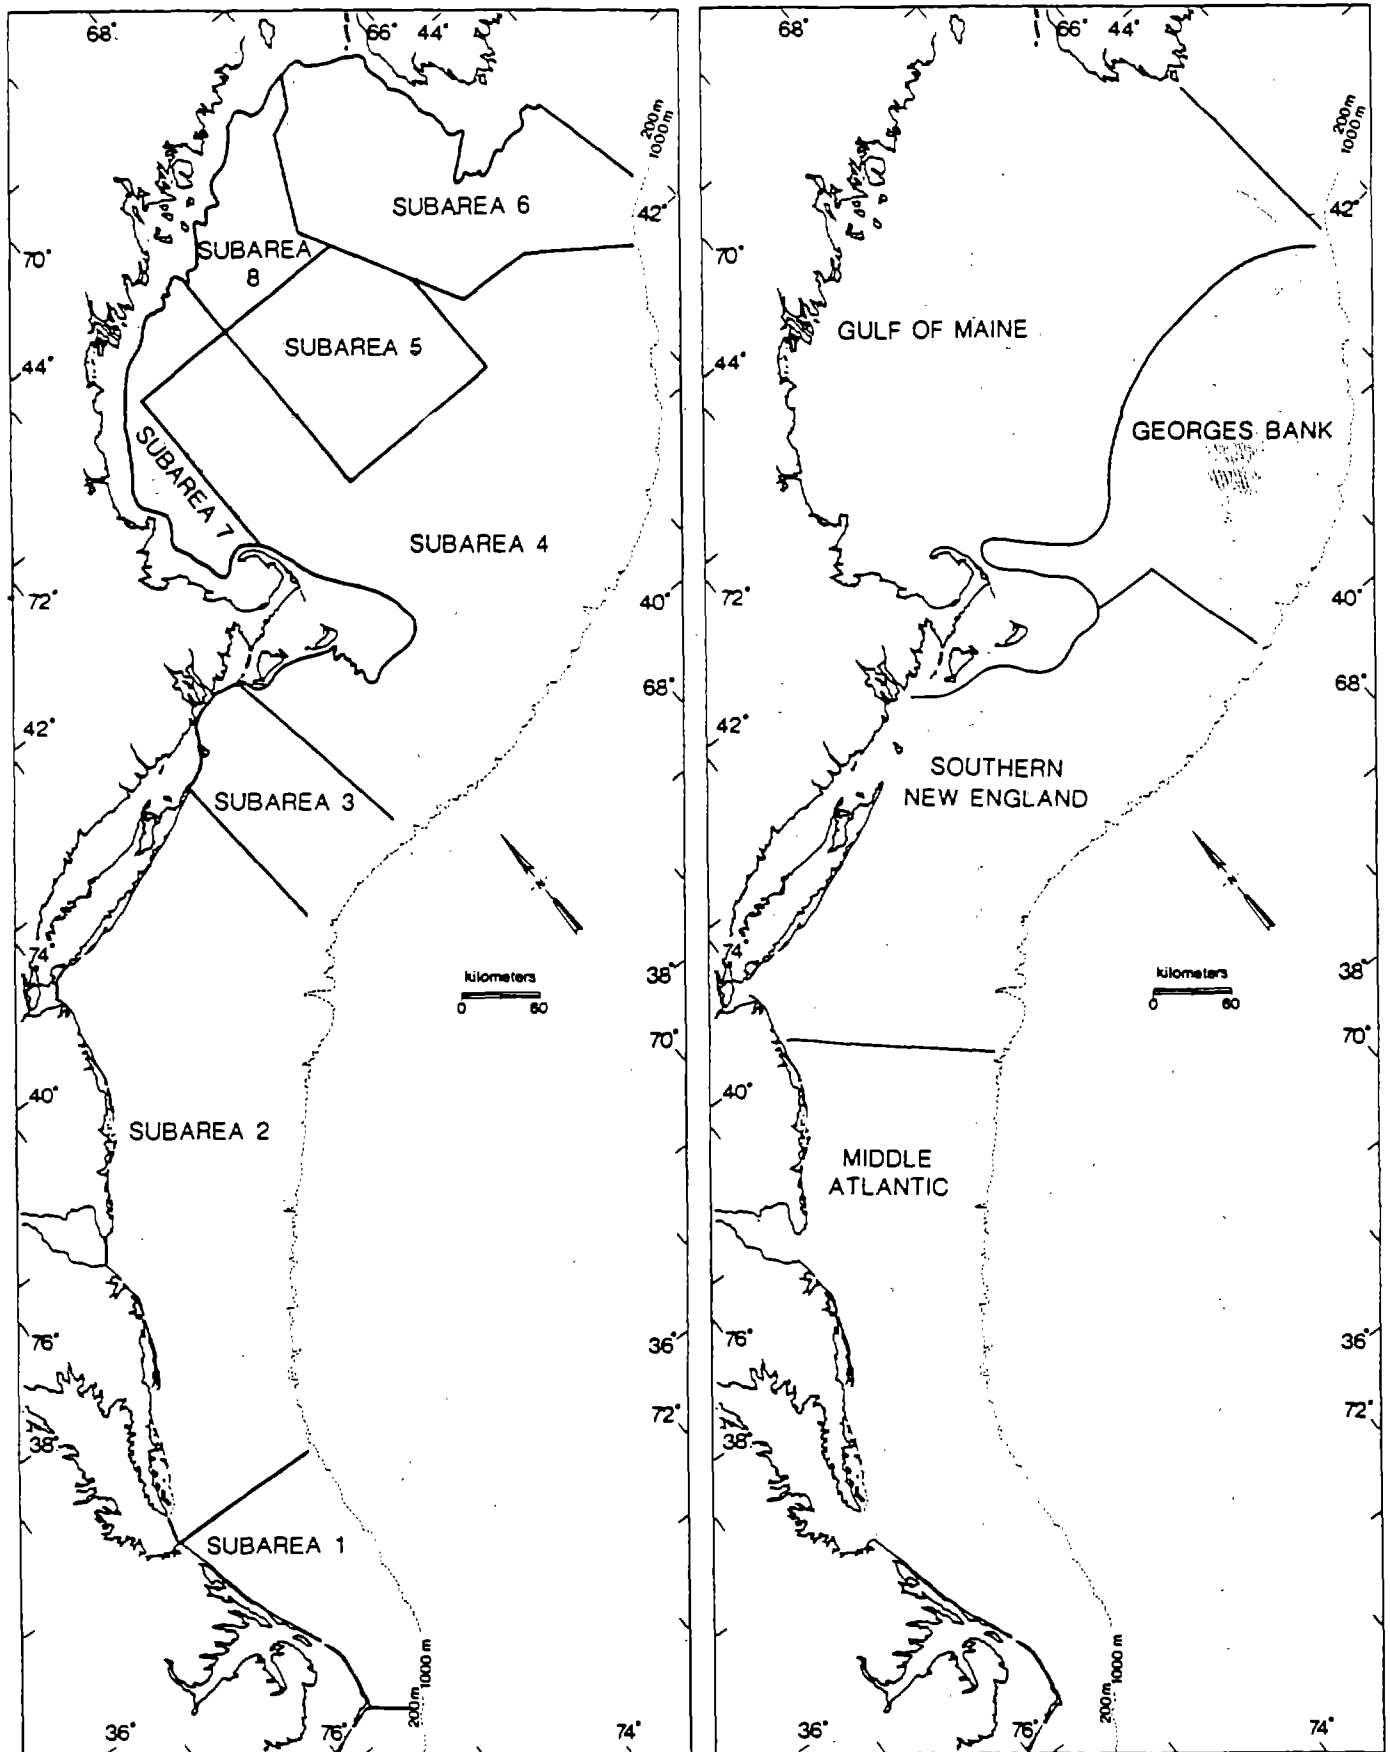 68°
66° 44°
200m
1000m
42°
SUBAREA 6
SUBAREA
8
70°
SUBAREA 5
44°
SUBAREA 7
SUBAREA 4
72°
40°
68°
42°
SUBAREA 3
N
74°
kilometers
0 60
38°
70°
40°
SUBAREA 2
76°
36°
72°
38°
SUBAREA 1
200m
1000 m
36°
76°
74°
68°
66° 44°
200m
1000m
42°
70°
GULF OF MAINE
44°
GEORGES BANK
72°
40°
68°
42°
SOUTHERN
NEW ENGLAND
N
74°
kilometers
0 60
38°
70°
40°
MIDDLE
ATLANTIC
76°
36°
72°
38°
200m
1000 m
36°
76°
74°